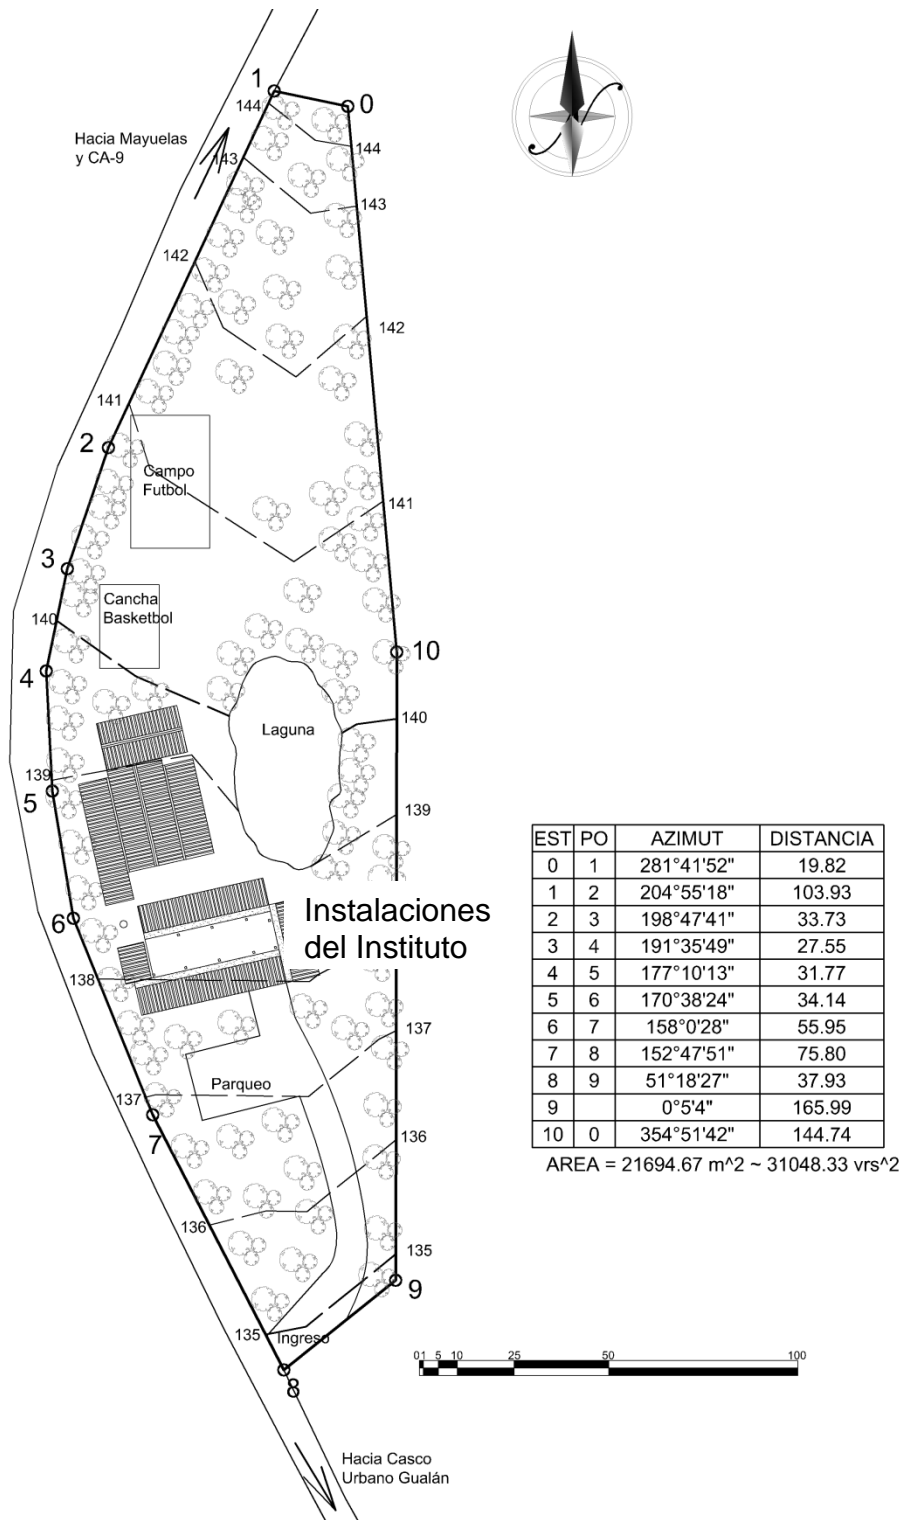 1
0
144
Hacia Mayuelas
y CA-9
143
144
143
142
142
141
2
Campo
Futbol
141
3
Cancha
Basketbol
140
10
4
140
Laguna
139
5
139
EST PO AZIMUT DISTANCIA
0 1 281°41'52" 19.82
1 2 204°55'18" 103.93
2 3 198°47'41" 33.73
3 4 191°35'49" 27.55
4 5 177°10'13" 31.77
5 6 170°38'24" 34.14
6 7 158°0'28" 55.95
7 8 152°47'51" 75.80
8 9 51°18'27" 37.93
9 0°5'4" 165.99
10 0 354°51'42" 144.74
AREA = 21694.67 m^2 ~ 31048.33 vrs^2
6
Instalaciones
del Instituto
138
137
Parqueo
137
7
136
136
135
9
135
Ingreso
01 5 10 25 50 100
8
Hacia Casco
Urbano Gualán